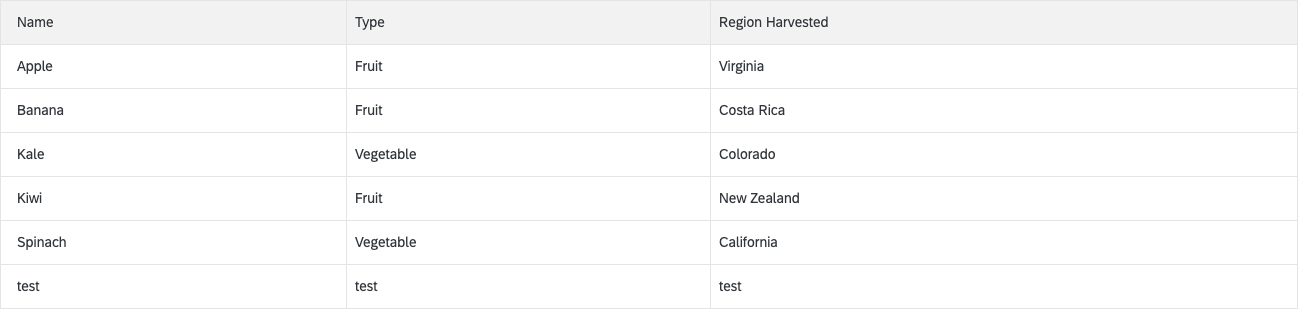 Name Type Region Harvested
Apple Fruit Virginia
Banana Fruit Costa Rica
Kale Vegetable Colorado
Kiwi Fruit New Zealand
Spinach Vegetable California
test test test